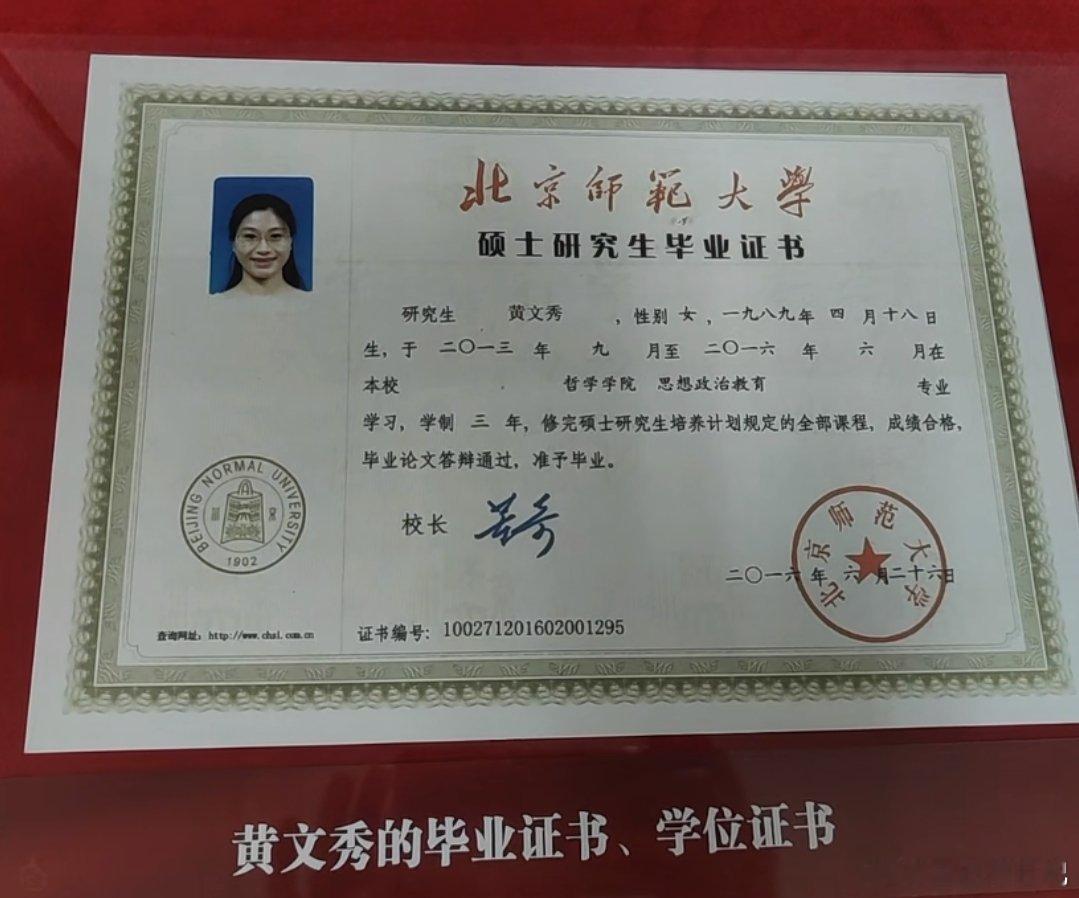 北京師範大學
硕士研究生毕业证书
研究生 黄文秀 ，性别 女 ，一九八九年 四 月十八日
生，于 二〇一三 年 九 月至 二〇一六 年 六 月在
本校 哲学学院 思想政治教育 专业
学习，学制 三 年，修完硕士研究生培养计划规定的全部课程，成绩合格，
毕业论文答辩通过，准予毕业。
校长
二〇一六年 六月二十六日
北京师范大学
BEIJING NORMAL UNIVERSITY
1902
查询网址：http://www.chsi.com.cn
证书编号：100271201602001295
黄文秀的毕业证书、学位证书